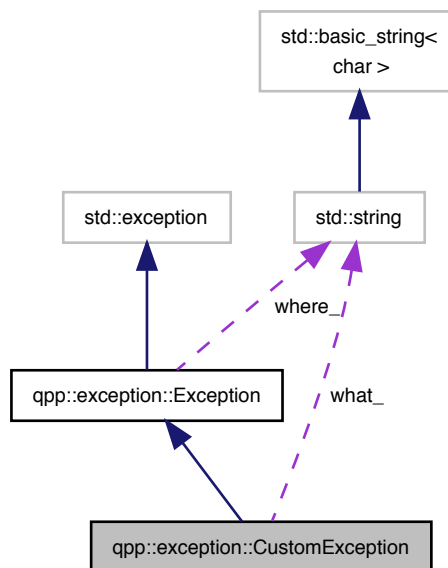 std::basic_string<
char >
std::exception
std::string
where_
qpp::exception::Exception
what_
qpp::exception::CustomException